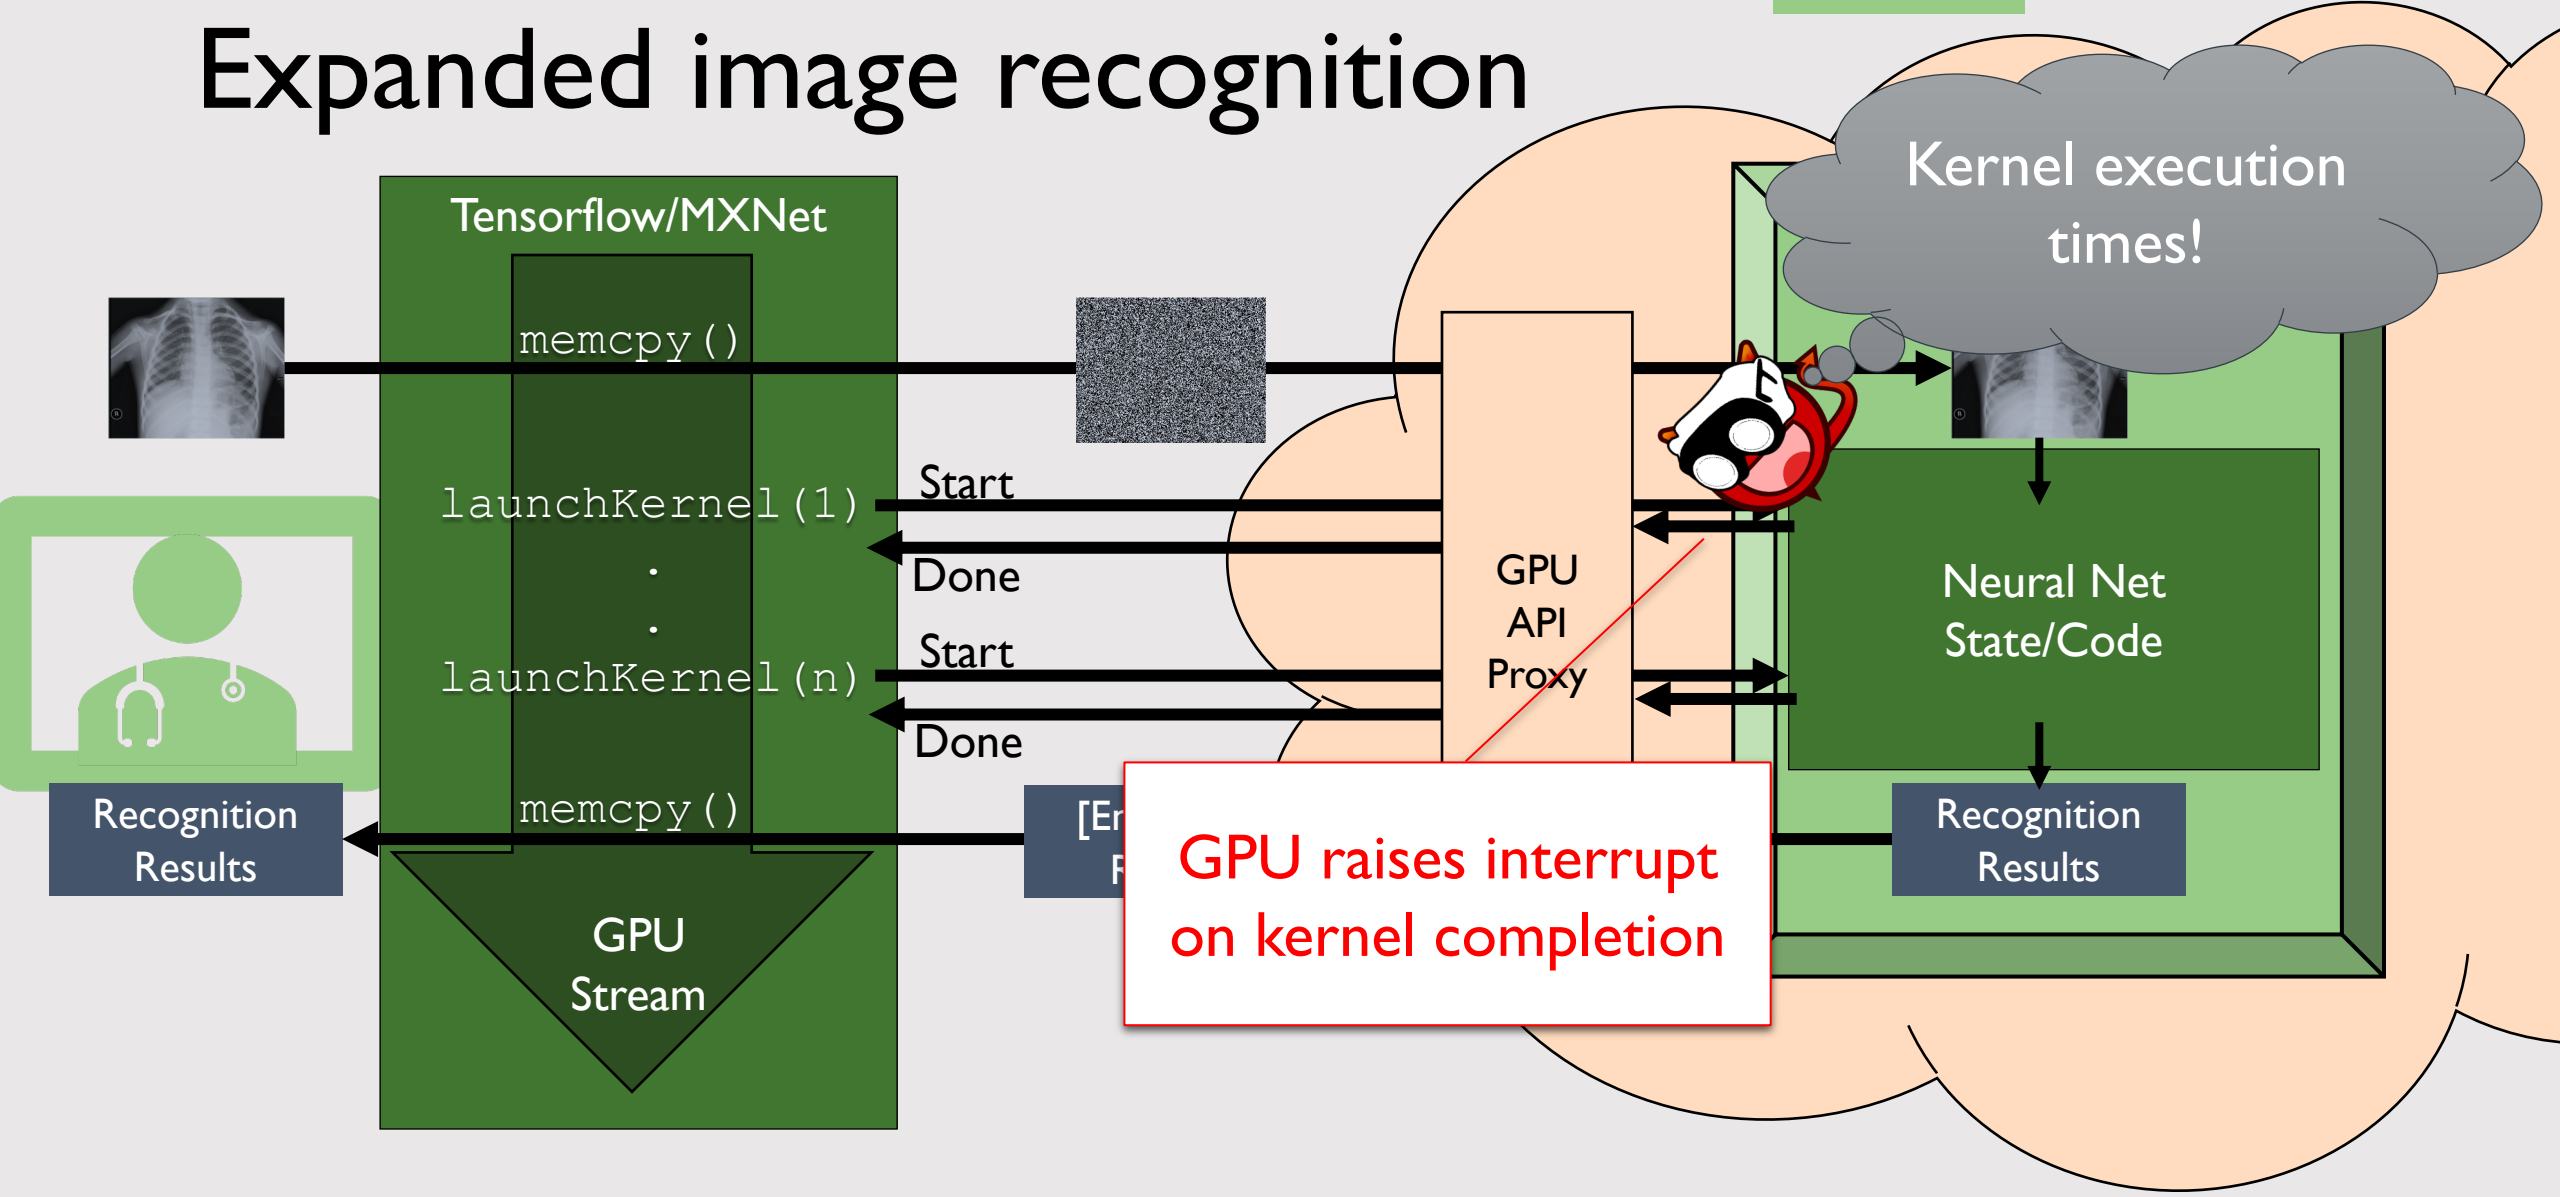 Expanded image recognition
Kernel execution
times!
Tensorflow/MXNet
memcpy()
launchKernel(1)
.
.
launchKernel(n)
memcpy()
GPU
Stream
Start
Done
Start
Done
GPU
API
Proxy
Neural Net
State/Code
Recognition
Results
Recognition
Results
GPU raises interrupt
on kernel completion